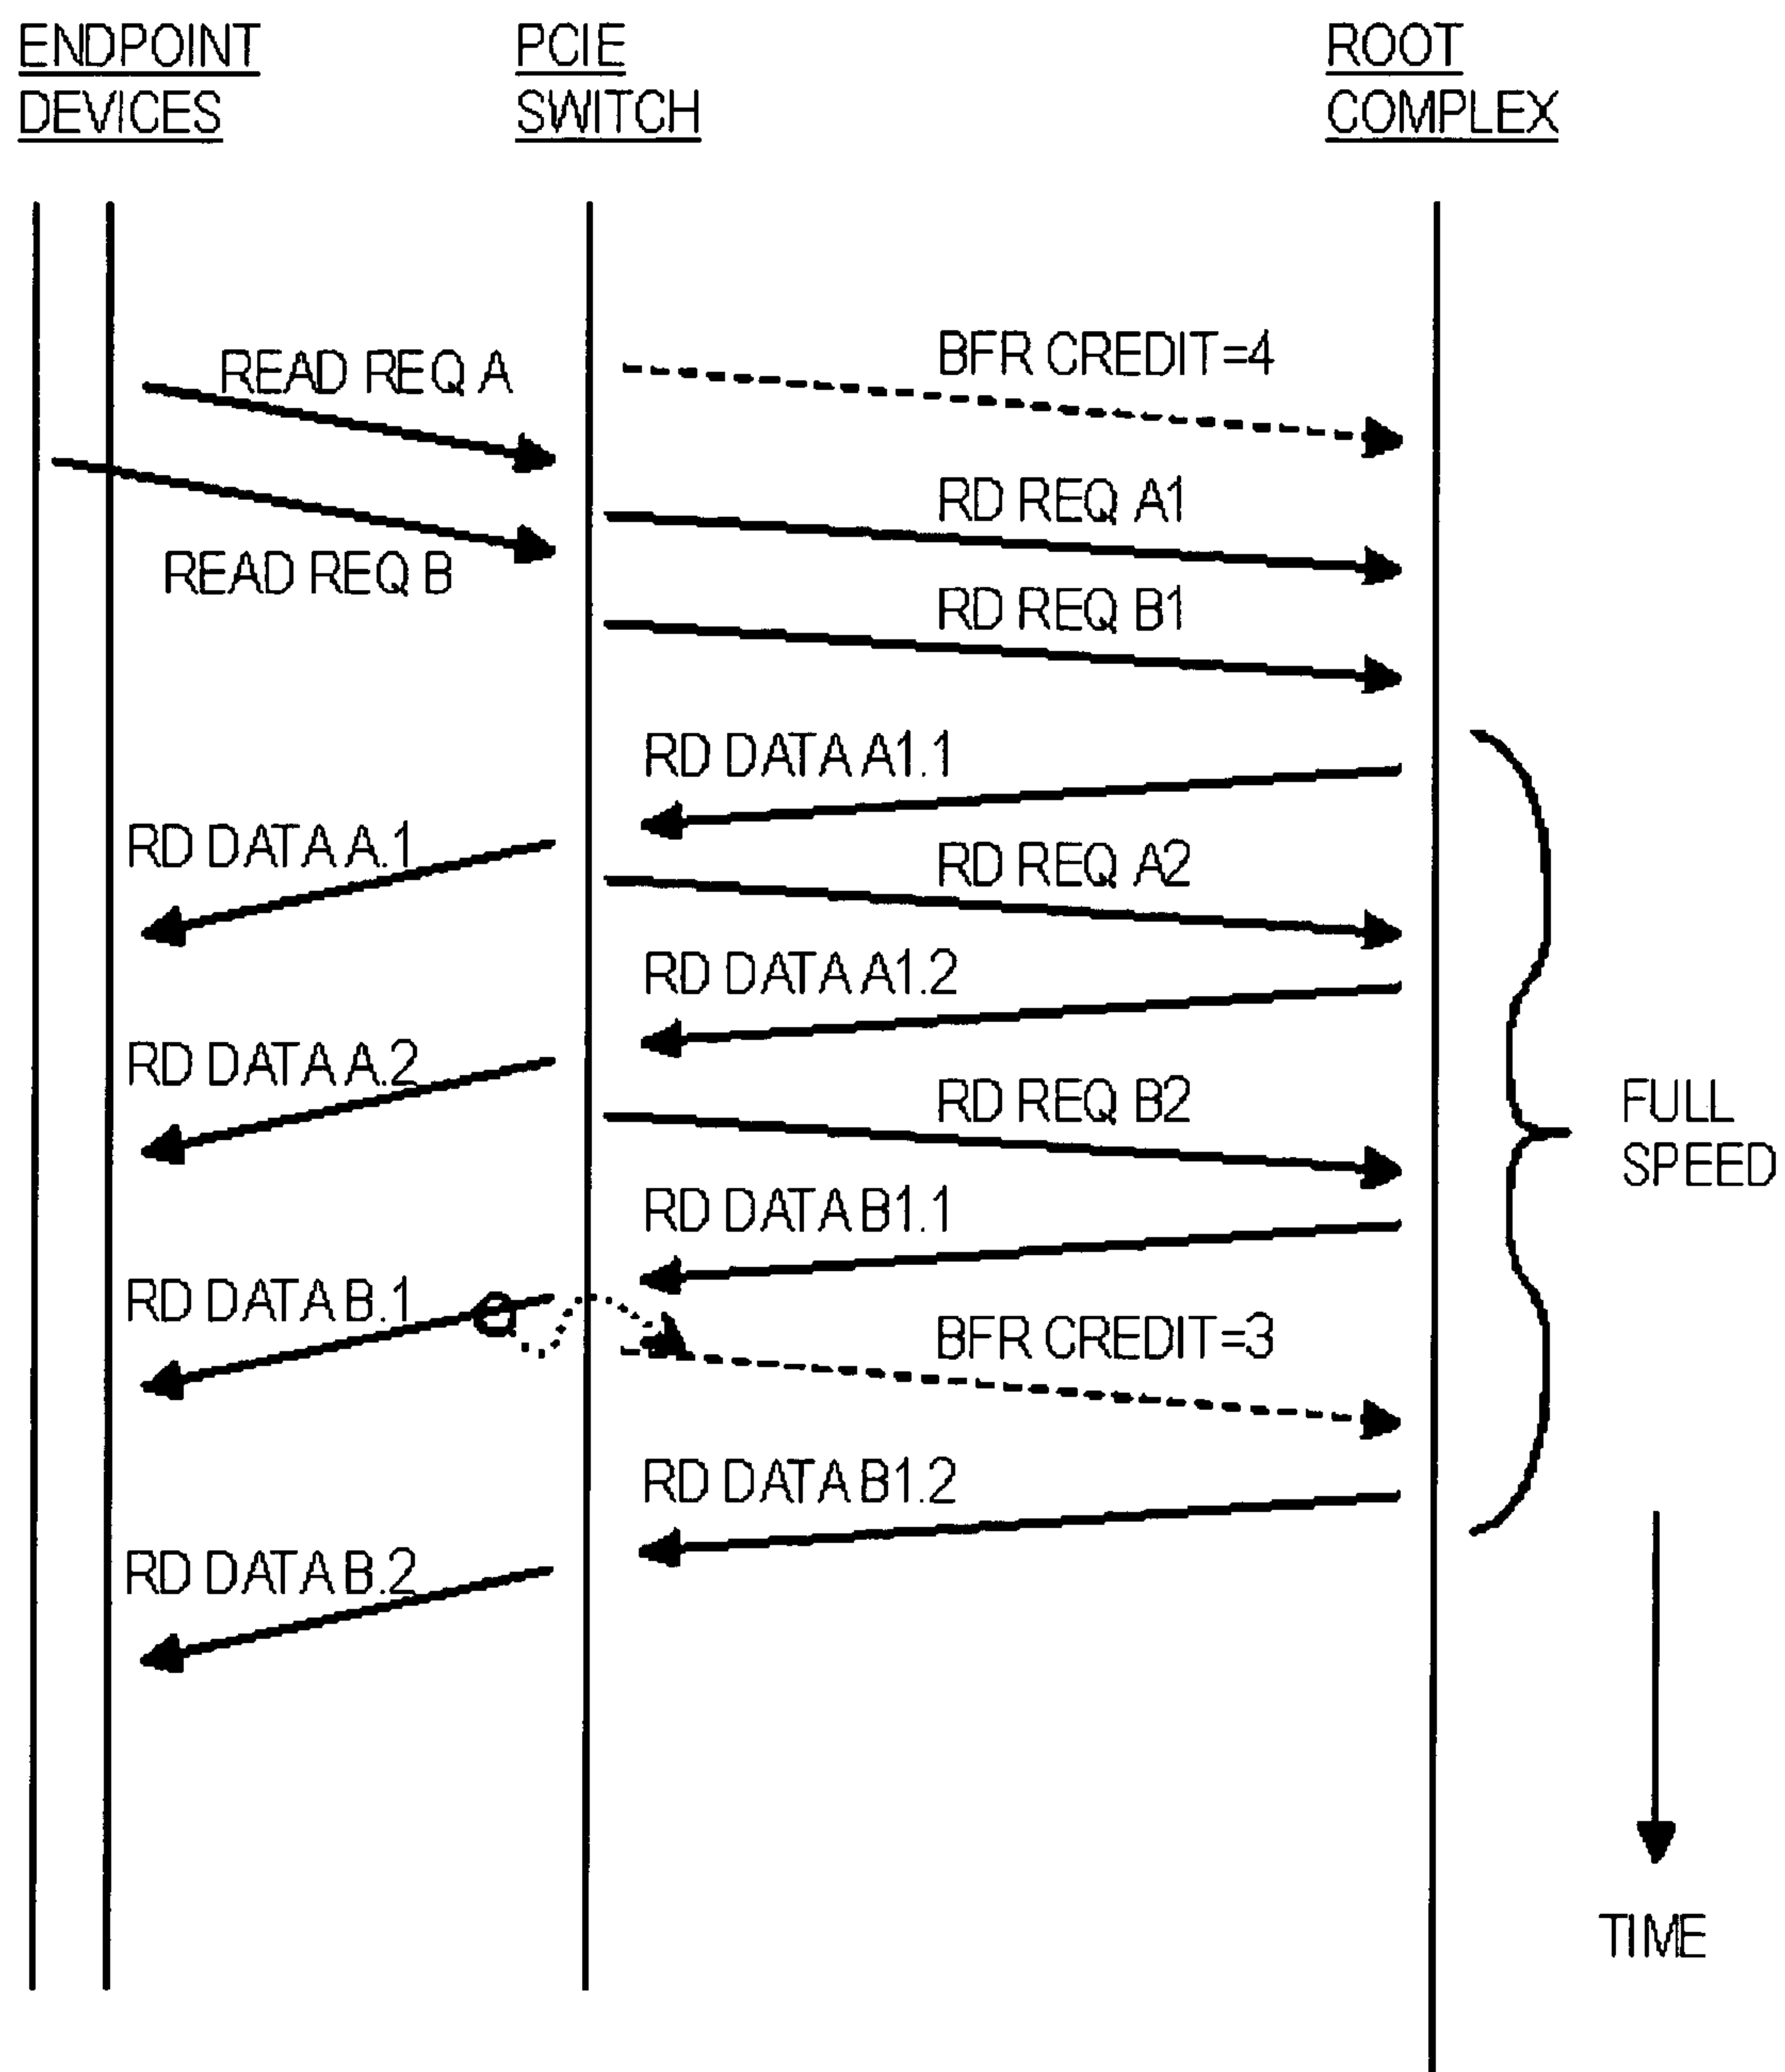 ENDPOINT
DEVICES
PCIE
SWITCH
ROOT
COMPLEX
READ REQ A
BFR CREDIT=4
RD REQ A1
READ REQ B
RD REQ B1
RD DATA A1.1
RD DATA A.1
RD REQ A2
RD DATA A1.2
RD DATA A.2
RD REQ B2
FULL
SPEED
RD DATA B1.1
RD DATA B.1
BFR CREDIT=3
RD DATA B1.2
RD DATA B.2
TIME